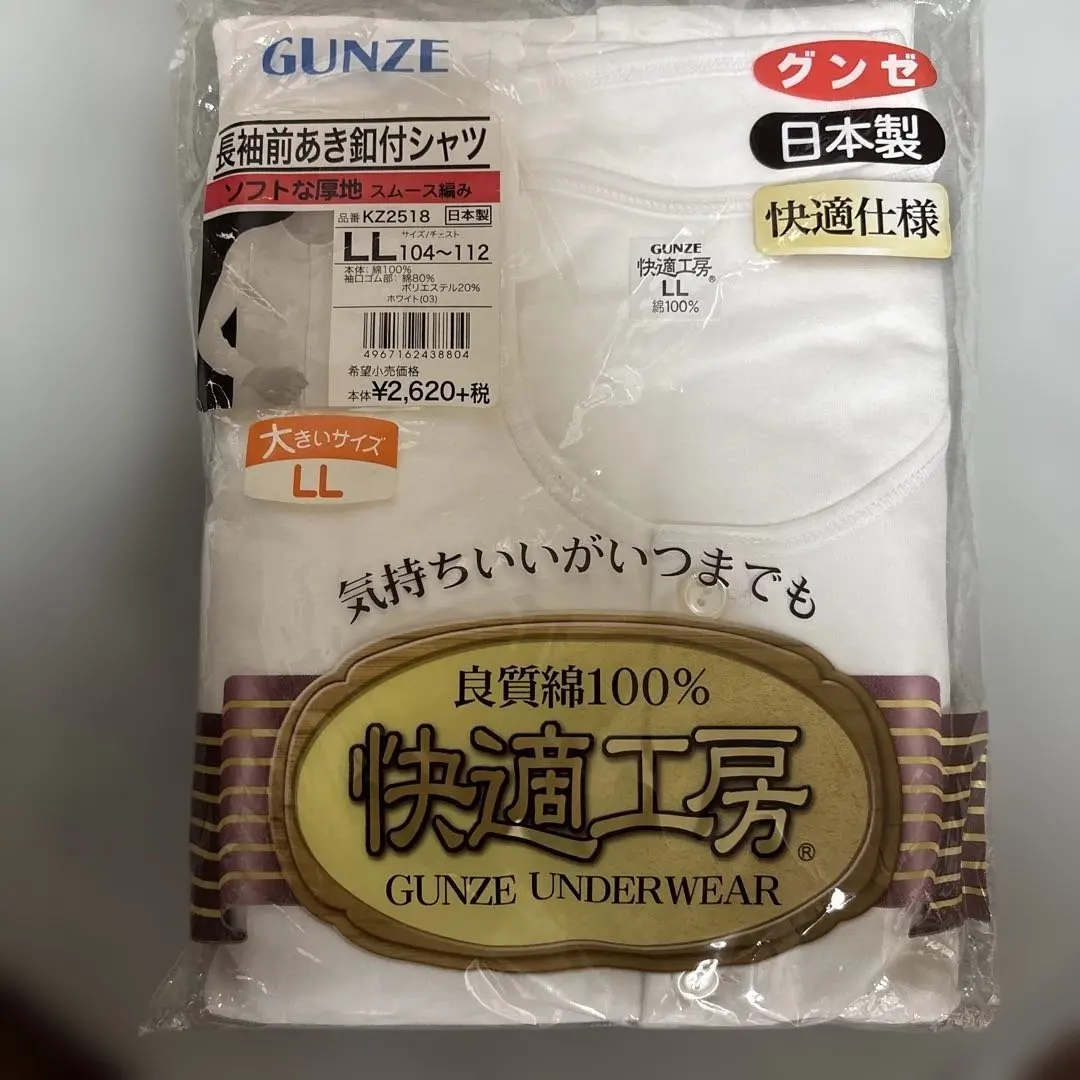 GUNZE
グンゼ
日本製
快適仕様
長袖前あき釦付シャツ
ソフトな厚地 スムース編み
品番 KZ2518 日本製
サイズ/チェスト
LL 104～112
本体: 綿100%
袖口ゴム部: 綿80%
ポリエステル20%
ホワイト(03)
4967162438804
希望小売価格
本体¥2,620+税
GUNZE
快適工房®
LL
綿100%
大きいサイズ
LL
気持ちいいがいつまでも
良質綿100%
快適工房®
GUNZE UNDERWEAR